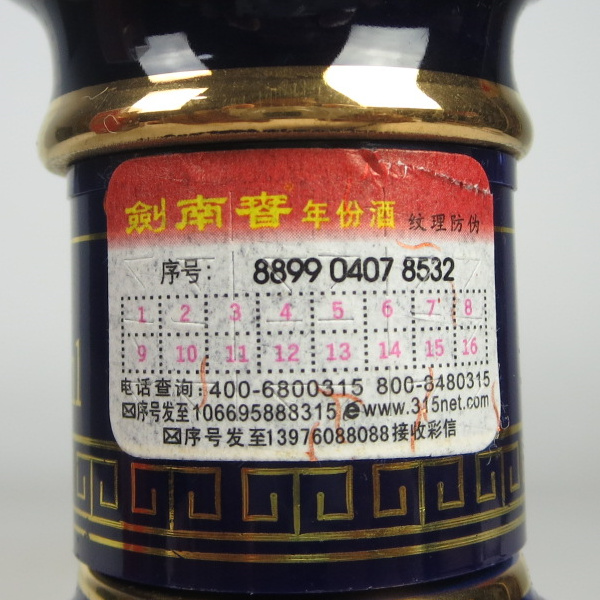 劍南春 年份酒 纹理防伪
序号: 8899 0407 8532
1 2 3 4 5 6 7 8
9 10 11 12 13 14 15 16
电话查询:400-6800315 800-8480315
序号发至106695888315 www.315net.com
序号发至13976088088接收彩信